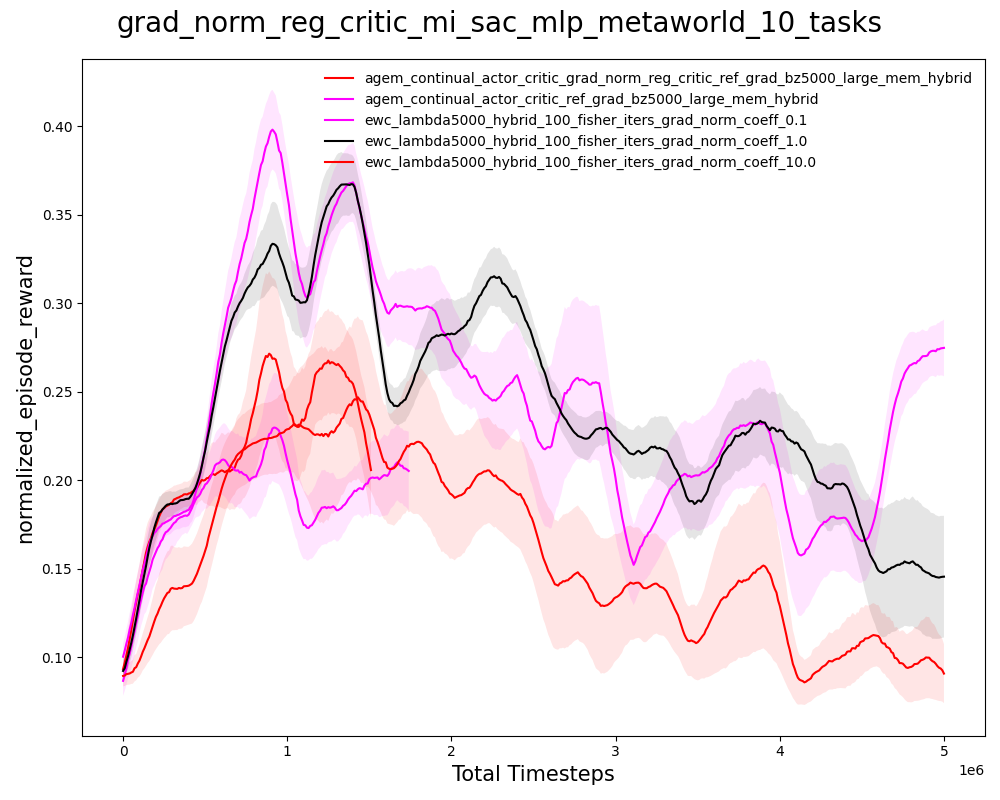 grad_norm_reg_critic_mi_sac_mlp_metaworld_10_tasks
agem_continual_actor_critic_grad_norm_reg_critic_ref_grad_bz5000_large_mem_hybrid
agem_continual_actor_critic_ref_grad_bz5000_large_mem_hybrid
ewc_lambda5000_hybrid_100_fisher_iters_grad_norm_coeff_0.1
ewc_lambda5000_hybrid_100_fisher_iters_grad_norm_coeff_1.0
ewc_lambda5000_hybrid_100_fisher_iters_grad_norm_coeff_10.0
normalized_episode_reward
0.40
0.35
0.30
0.25
0.20
0.15
0.10
0 1 2 3 4 5
1e6
Total Timesteps